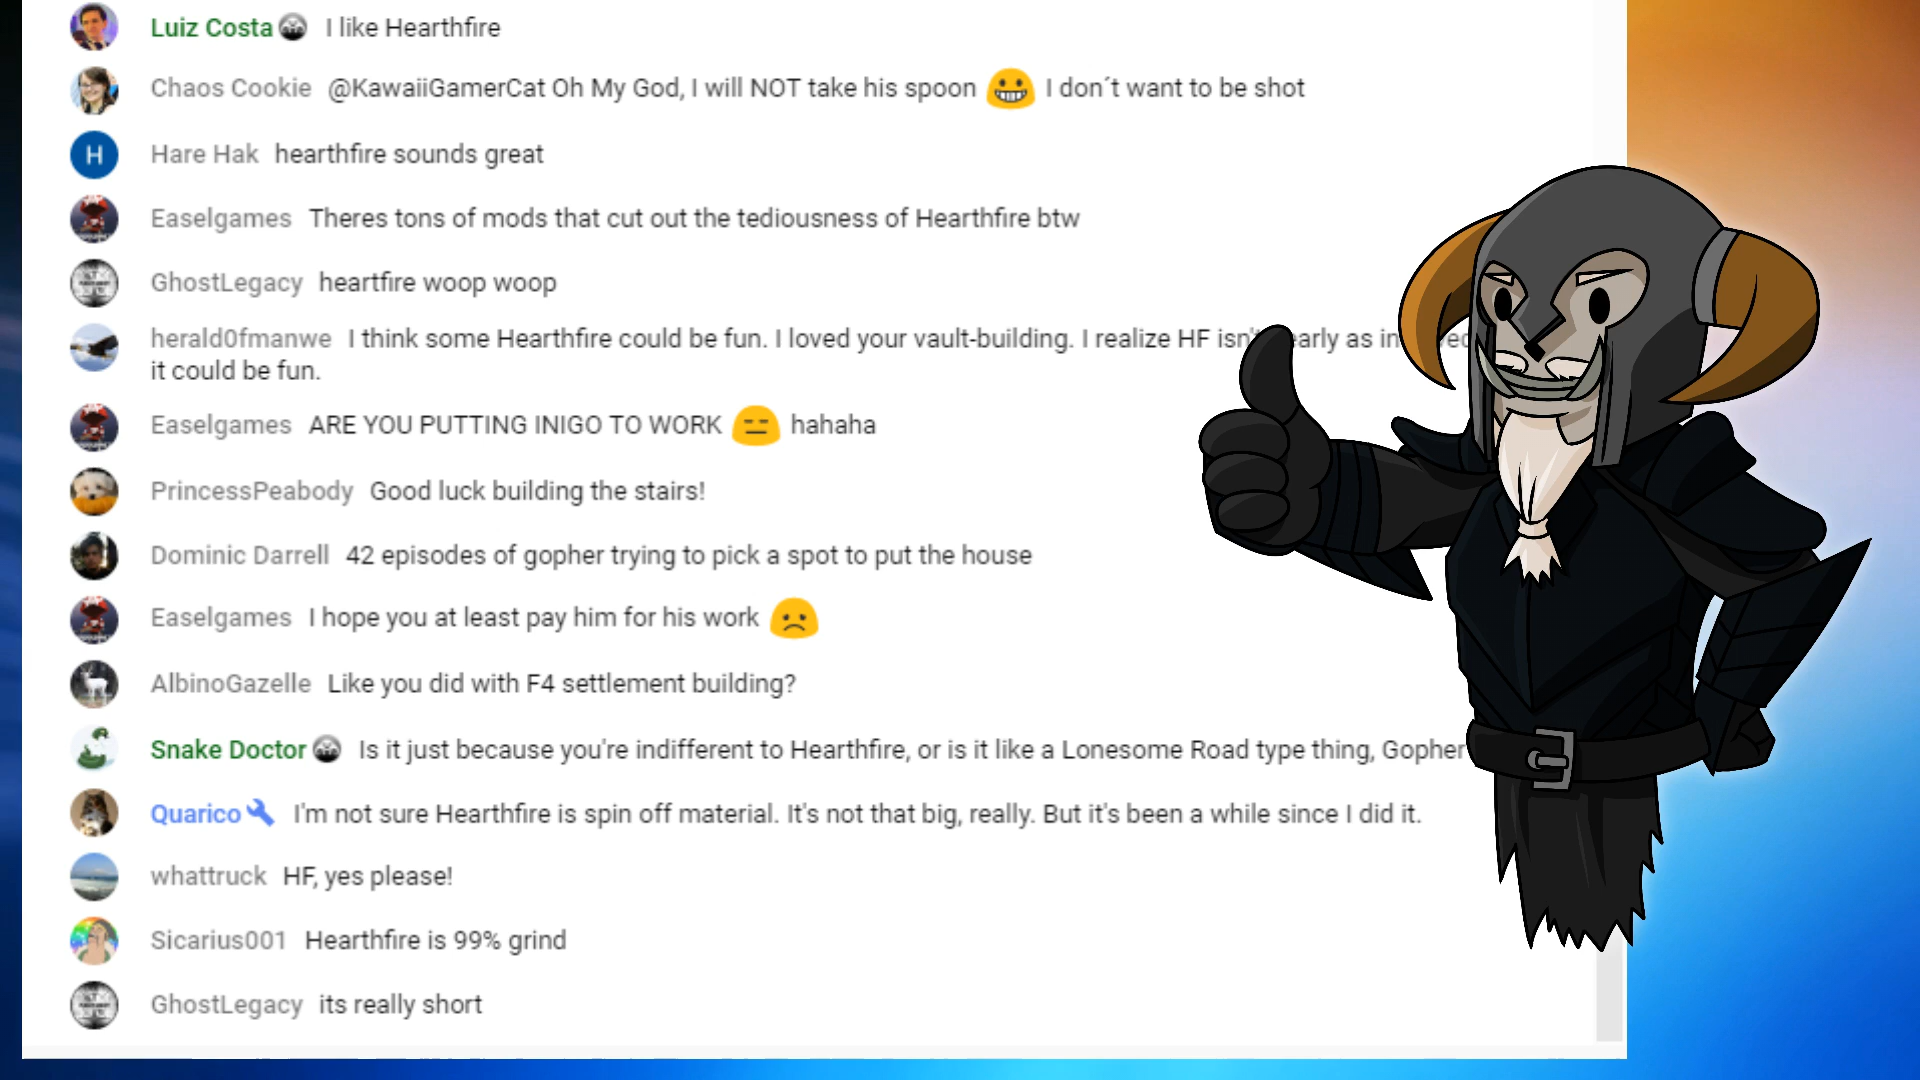 Luiz Costa I like Hearthfire
Chaos Cookie @KawaiiGamerCat Oh My God, I will NOT take his spoon I don´t want to be shot
H Hare Hak hearthfire sounds great
Easelgames Theres tons of mods that cut out the tediousness of Hearthfire btw
GhostLegacy heartfire woop woop
herald0fmanwe I think some Hearthfire could be fun. I loved your vault-building. I realize HF as
it could be fun.
Easelgames ARE YOU PUTTING INIGO TO WORK hahaha
PrincessPeabody Good luck building the stairs!
Dominic Darrell 42 episodes of gopher trying to pick a spot to put the house
Easelgames I hope you at least pay him for his work
AlbinoGazelle Like you did with F4 settlement building?
Snake Doctor Is it just because you're indifferent to Hearthfire, or is it like a Lonesome Road type thing, Gopher
Quarico I'm not sure Hearthfire is spin off material. It's not that big, really. But it's been a while since I did it.
whattruck HF, yes please!
Sicarius001 Hearthfire is 99% grind
GhostLegacy its really short